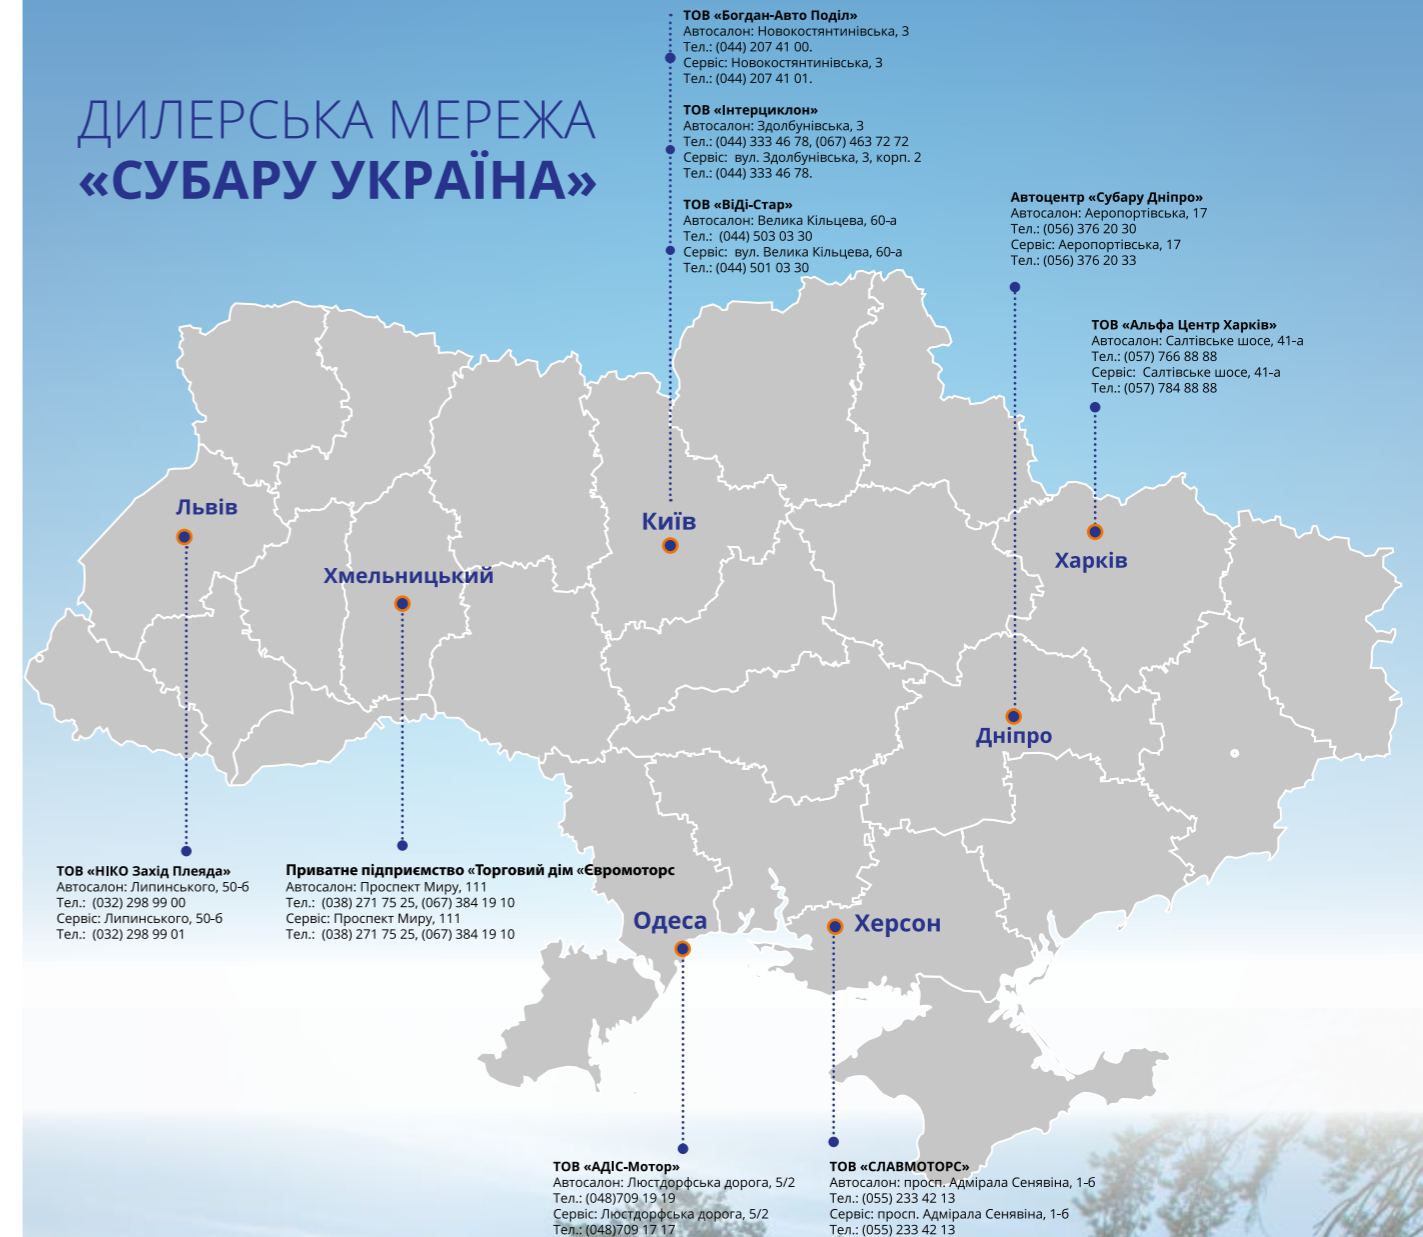 ДИЛЕРСЬКА МЕРЕЖА
«СУБАРУ УКРАЇНА»
ТОВ «Богдан-Авто Поділ»
Автосалон: Новокостянтинівська, 3
Тел.: (044) 207 41 00.
Сервіс: Новокостянтинівська, 3
Тел.: (044) 207 41 01.
ТОВ «Інтерциклон»
Автосалон: Здолбунівська, 3
Тел.: (044) 333 46 78, (067) 463 72 72
Сервіс: вул. Здолбунівська, 3, корп. 2
Тел.: (044) 333 46 78.
ТОВ «ВіДі-Стар»
Автосалон: Велика Кільцева, 60-а
Тел.: (044) 503 03 30
Сервіс: вул. Велика Кільцева, 60-а
Тел.: (044) 501 03 30
Автоцентр «Субару Дніпро»
Автосалон: Аеропортівська, 17
Тел.: (056) 376 20 30
Сервіс: Аеропортівська, 17
Тел.: (056) 376 20 33
ТОВ «Альфа Центр Харків»
Автосалон: Салтівське шосе, 41-а
Тел.: (057) 766 88 88
Сервіс: Салтівське шосе, 41-а
Тел.: (057) 784 88 88
Львів
Київ
Харків
Хмельницький
Дніпро
ТОВ «НІКО Захід Плеяда»
Автосалон: Липинського, 50-б
Тел.: (032) 298 99 00
Сервіс: Липинського, 50-б
Тел.: (032) 298 99 01
Приватне підприємство «Торговий дім «Євромоторс
Автосалон: Проспект Миру, 111
Тел.: (038) 271 75 25, (067) 384 19 10
Сервіс: Проспект Миру, 111
Тел.: (038) 271 75 25, (067) 384 19 10
Одеса
Херсон
ТОВ «АДІС-Мотор»
Автосалон: Люстдорфська дорога, 5/2
Тел.: (048)709 19 19
Сервіс: Люстдорфська дорога, 5/2
Тел.: (048)709 17 17
ТОВ «СЛАВМОТОРС»
Автосалон: просп. Адмірала Сенявіна, 1-б
Тел.: (055) 233 42 13
Сервіс: просп. Адмірала Сенявіна, 1-б
Тел.: (055) 233 42 13